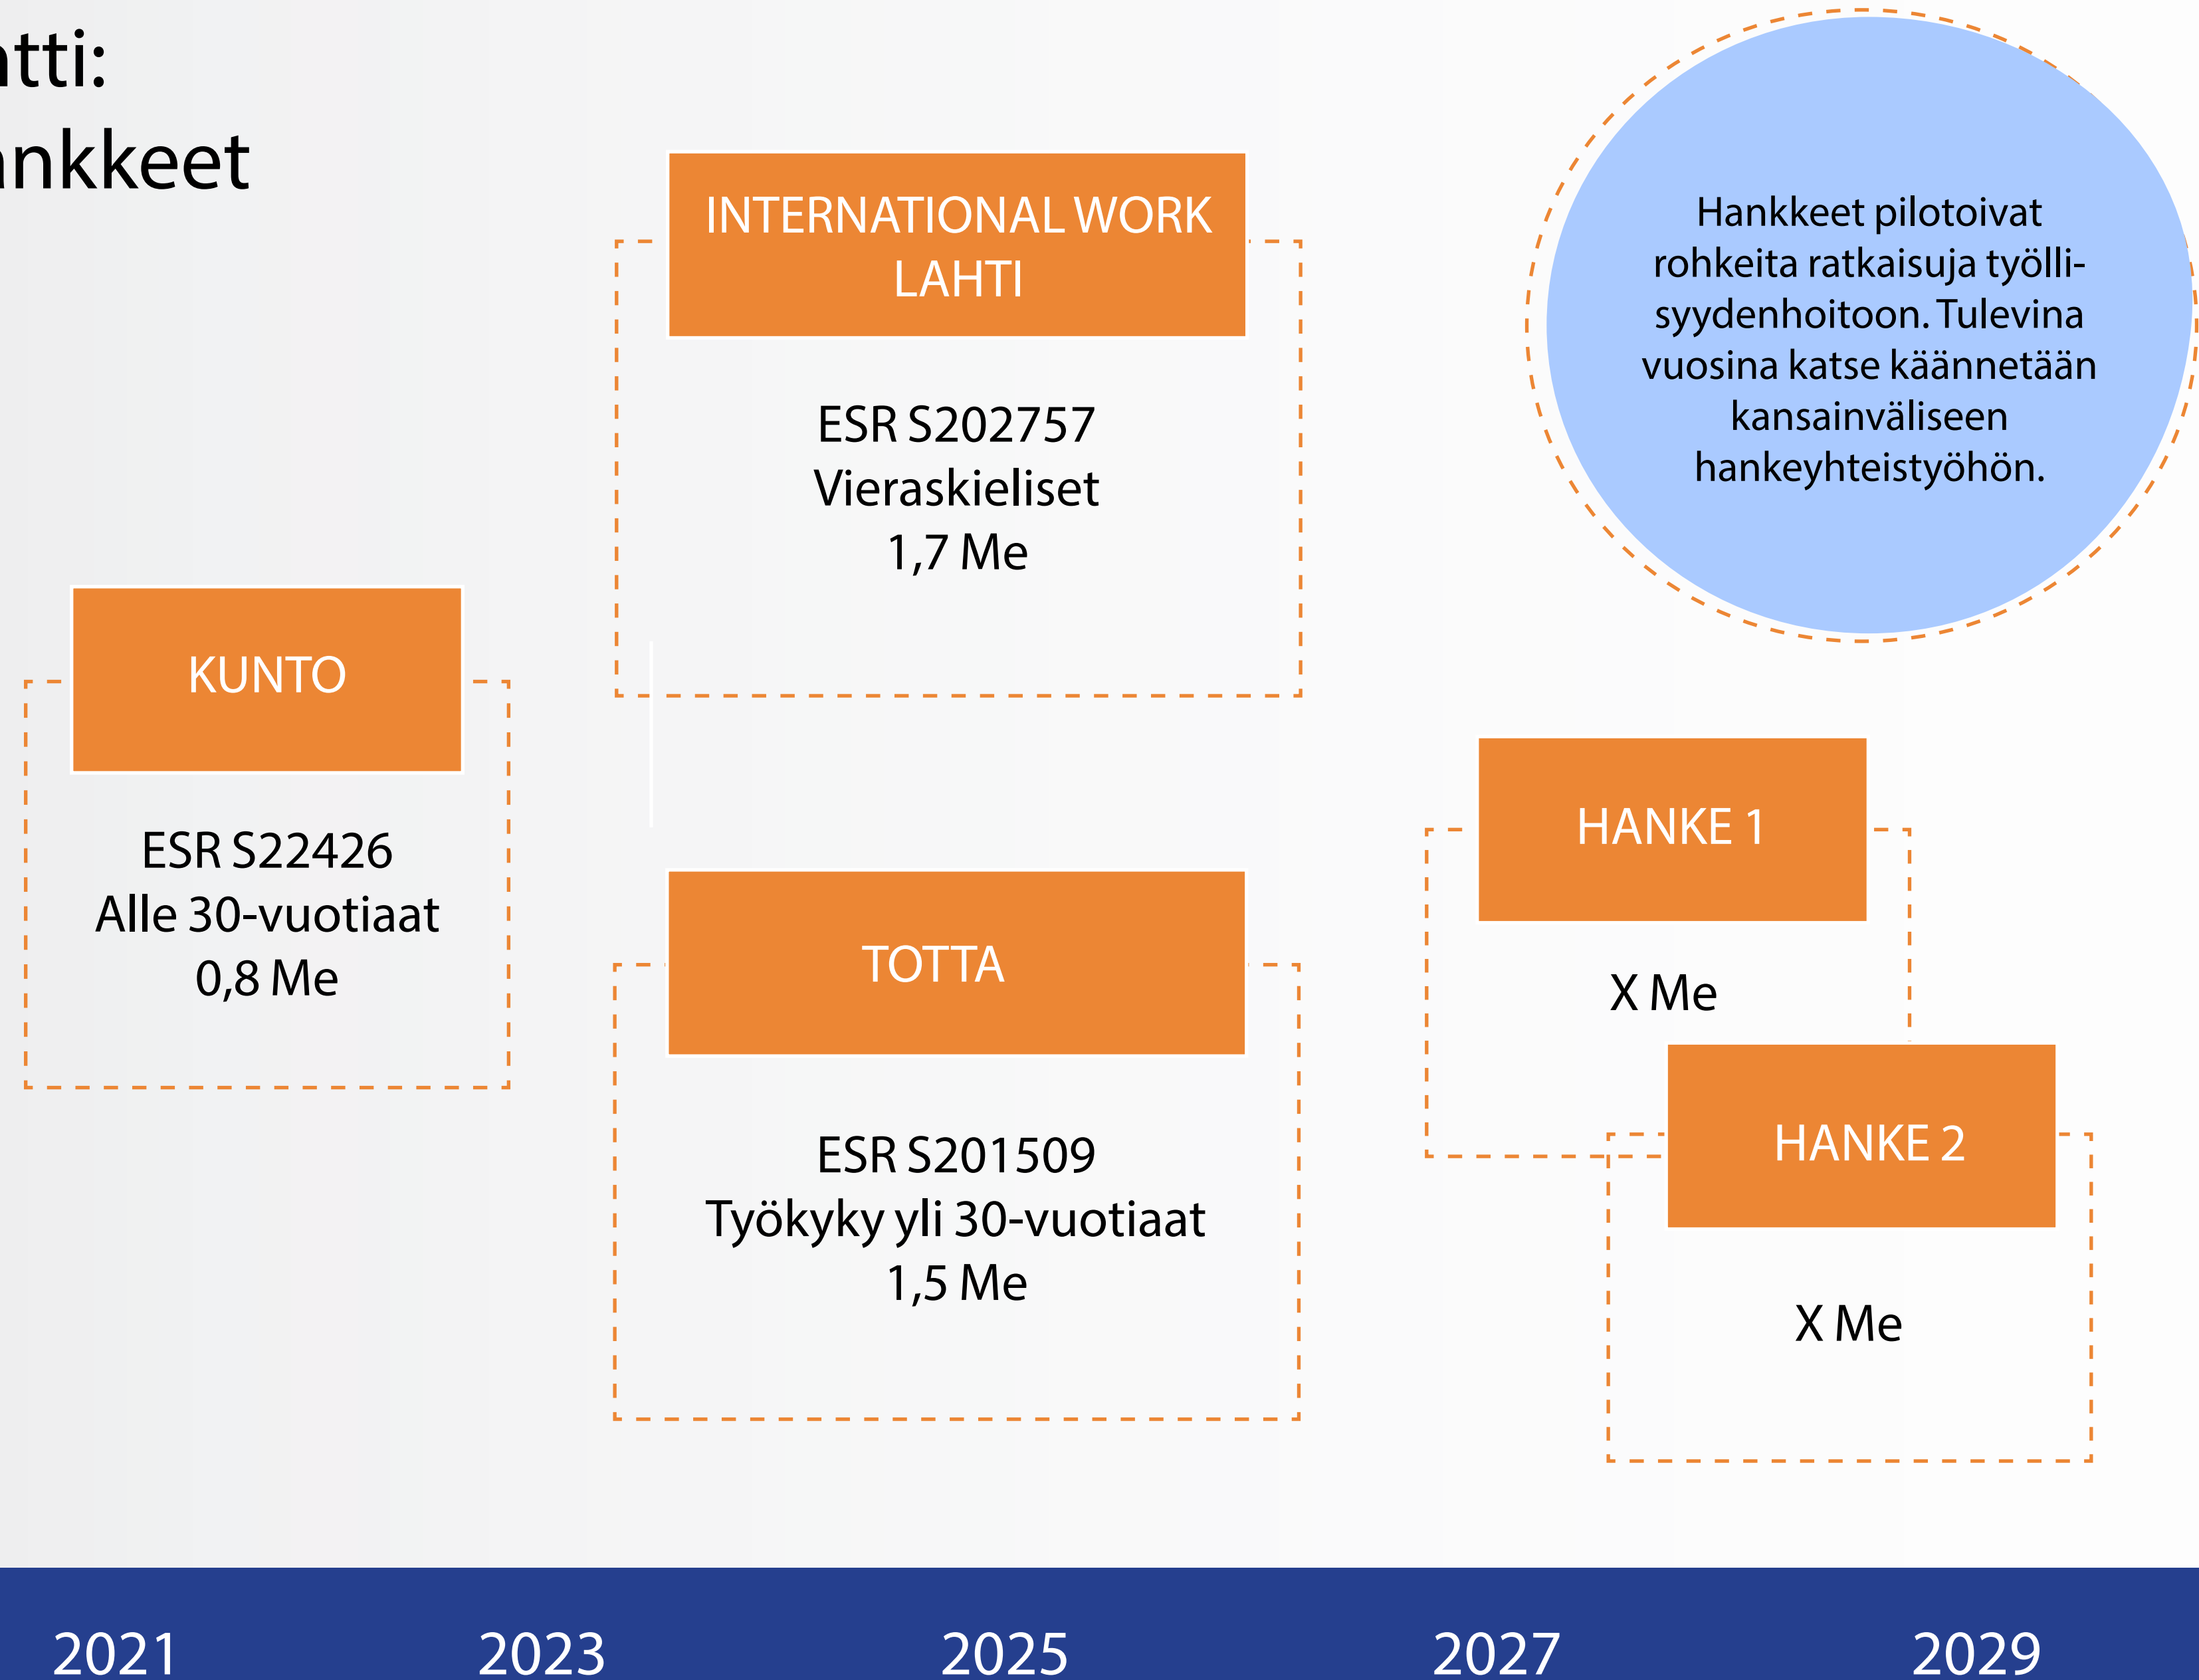 tti:
nkkeet
INTERNATIONAL WORK
LAHTI
ESR S202757
Vieraskieliset
1,7 Me
Hankkeet pilotoivat
rohkeita ratkaisuja työlli-
syydenhoitoon. Tulevina
vuosina katse käännetään
kansainväliseen
hankeyhteistyöhön.
KUNTO
ESR S22426
Alle 30-vuotiaat
0,8 Me
TOTTA
ESR S201509
Työkyky yli 30-vuotiaat
1,5 Me
HANKE 1
X Me
HANKE 2
X Me
2021
2023
2025
2027
2029